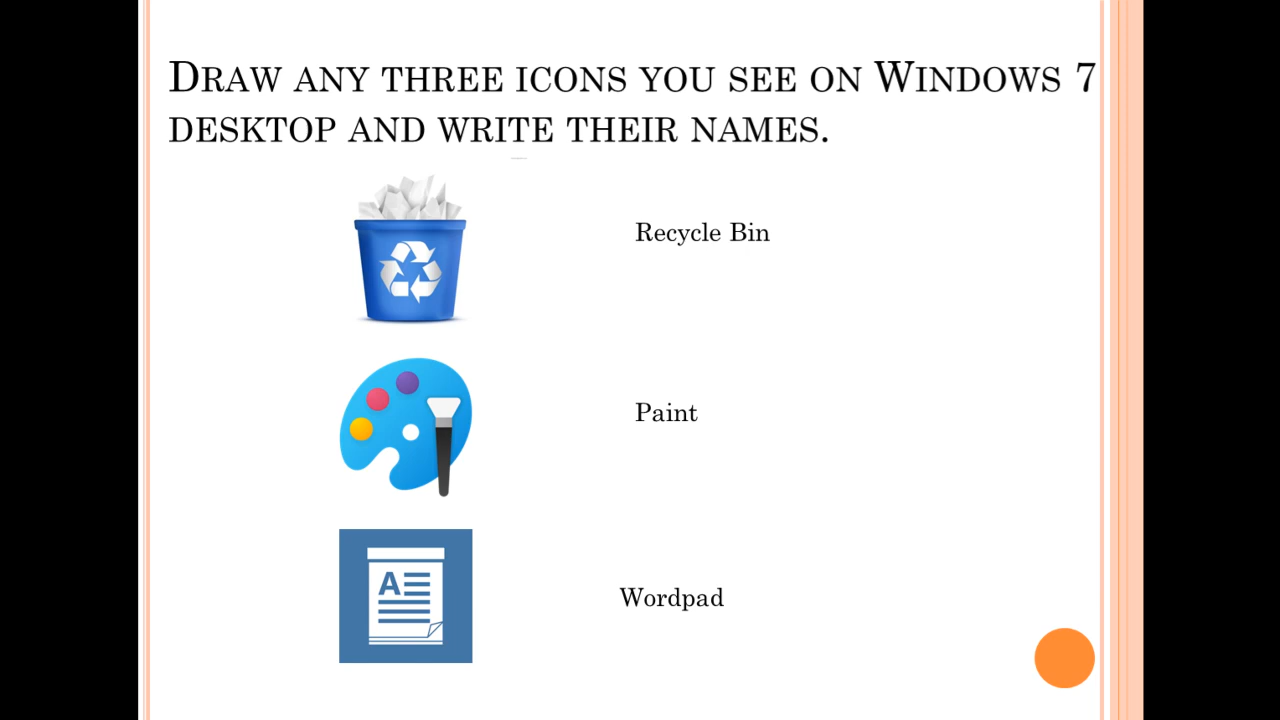 Draw any three icons you see on Windows 7
desktop and write their names.
Recycle Bin
Paint
A
Wordpad